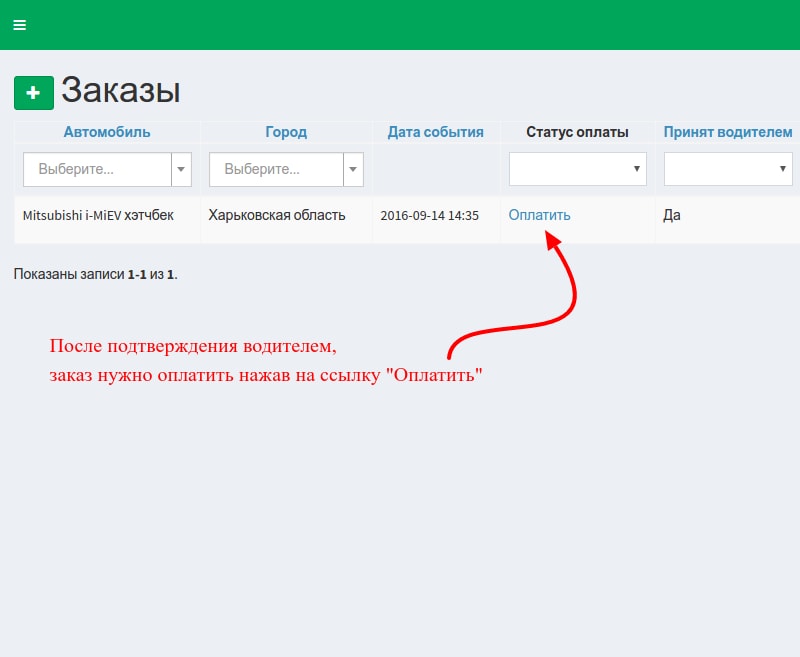 Заказы
Автомобиль Город Дата события Статус оплаты Принят водителем
Выберите... Выберите...
Mitsubishi i-MiEV хэтчбек Харьковская область 2016-09-14 14:35 Оплатить Да
Показаны записи 1-1 из 1.
После подтверждения водителем,
заказ нужно оплатить нажав на ссылку "Оплатить"